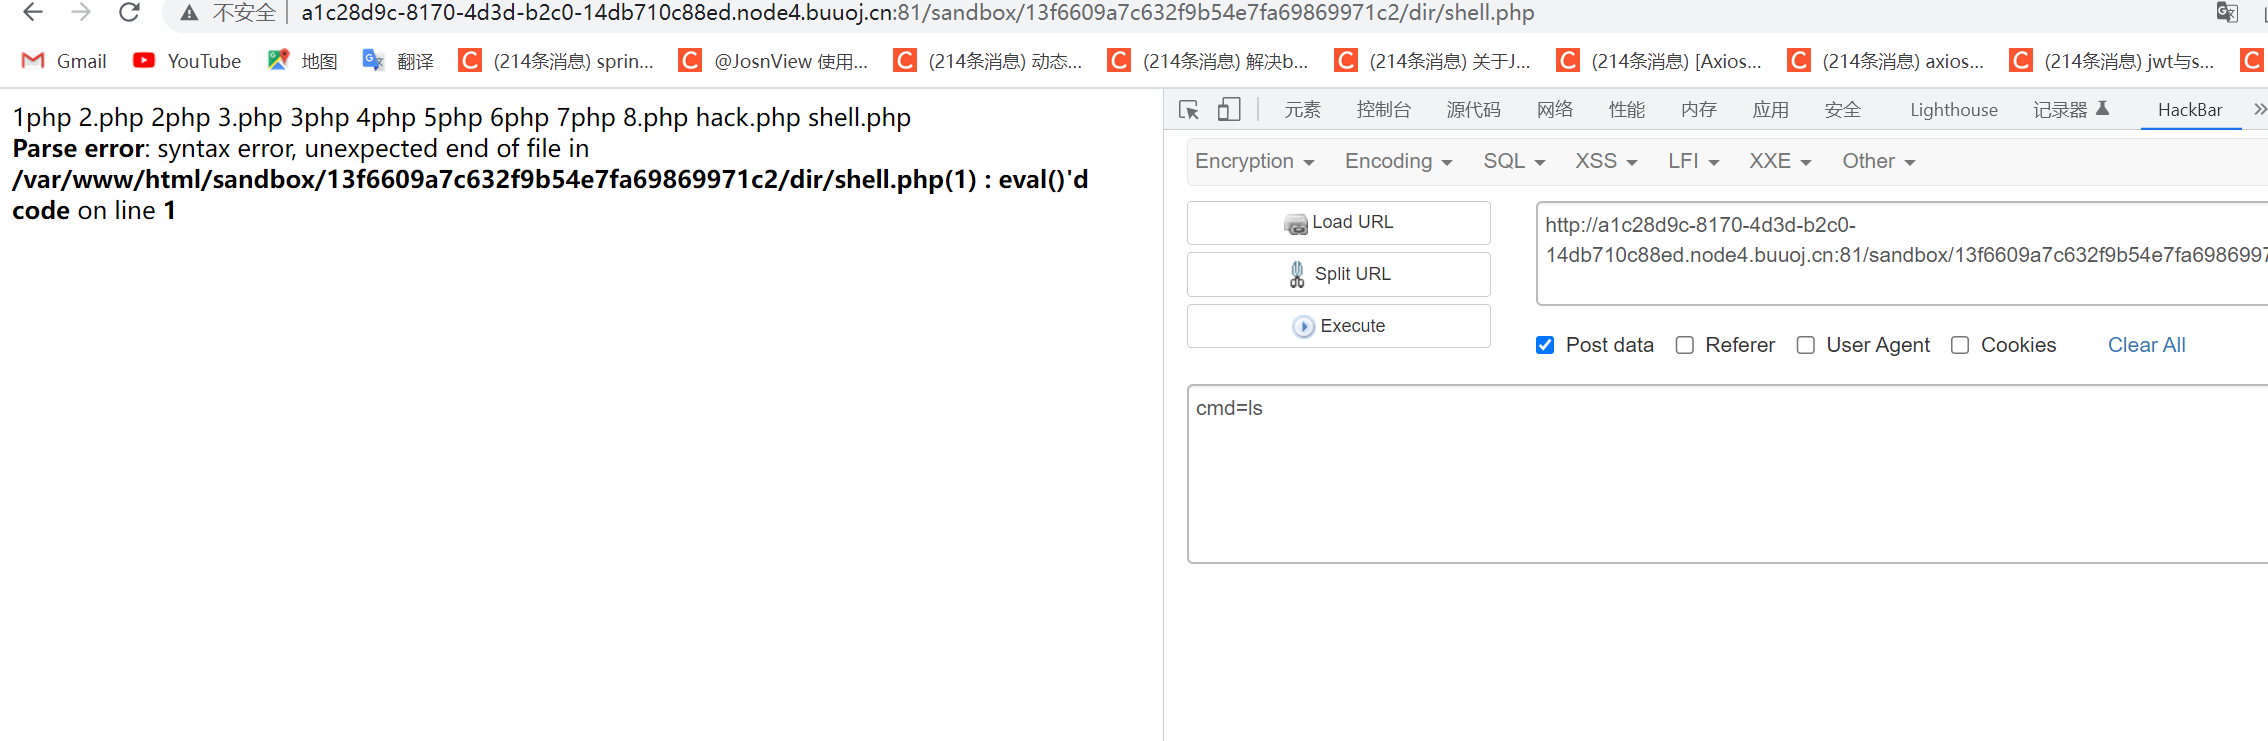 不安全 a1c28d9c-8170-4d3d-b2c0-14db710c88ed.node4.buuoj.cn:81/sandbox/13f6609a7c632f9b54e7fa69869971c2/dir/shell.php
Gmail YouTube 地图 翻译 (214条消息) sprin... @JosnView 使用... (214条消息) 动态... (214条消息) 解决b... (214条消息) 关于J... (214条消息) [Axios... (214条消息) axios... (214条消息) jwt与s...
1php 2.php 2php 3.php 3php 4php 5php 6php 7php 8.php hack.php shell.php
Parse error: syntax error, unexpected end of file in
/var/www/html/sandbox/13f6609a7c632f9b54e7fa69869971c2/dir/shell.php(1) : eval()'d
code on line 1
元素 控制台 源代码 网络 性能 内存 应用 安全 Lighthouse 记录器 HackBar
Encryption Encoding SQL XSS LFI XXE Other
Load URL
Split URL
Execute
http://a1c28d9c-8170-4d3d-b2c0-
14db710c88ed.node4.buuoj.cn:81/sandbox/13f6609a7c632f9b54e7fa6986997
Post data Referer User Agent Cookies Clear All
cmd=ls